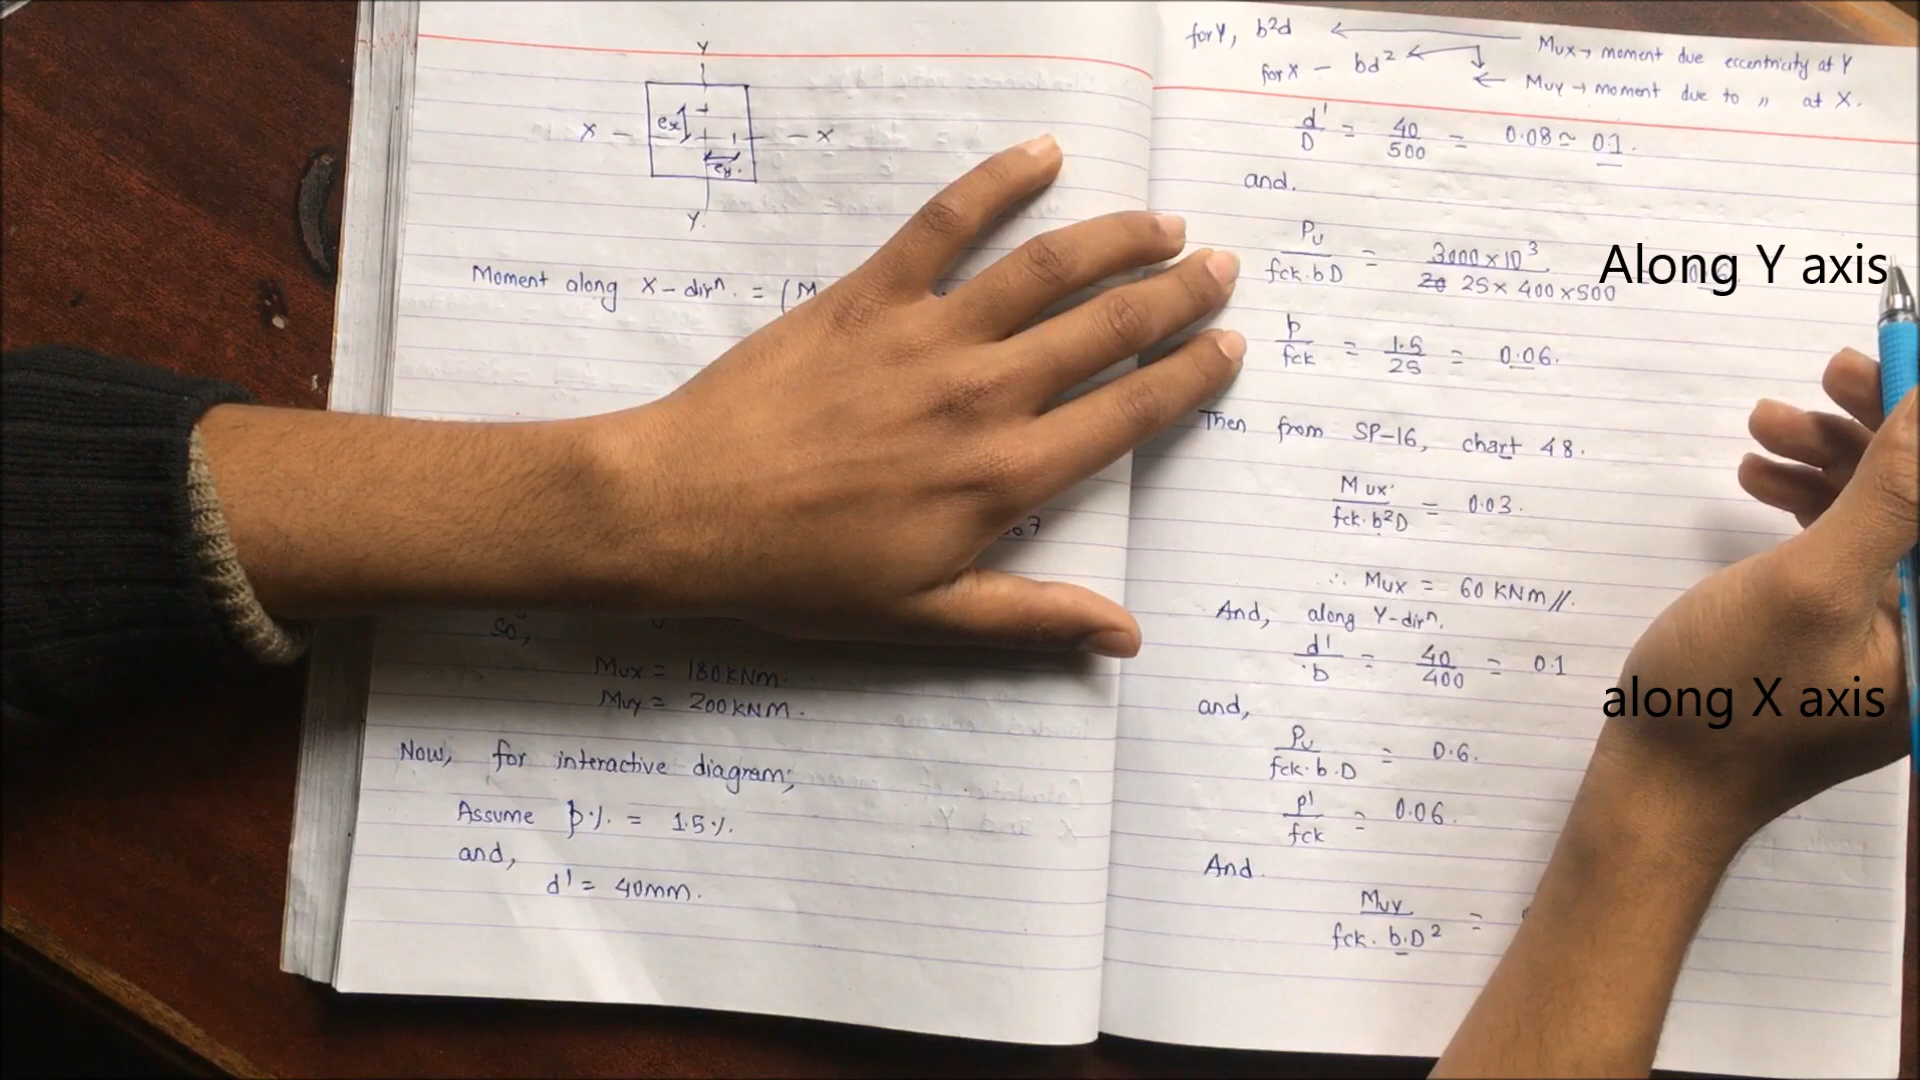 Y
ex
X - - X
ey.
Y.
Moment along X-dirⁿ. = (M
67
so,
Mux = 180 kNm.
Muy = 200 kNM.
Now, for interactive diagram;
Assume p%. = 1.5%.
and,
d' = 40mm.
for Y, b²d ← Mux → moment due eccentricity at Y
for X - bd² ← Muy → moment due to " at X.
d'/D = 40/500 = 0.08 ≃ 0.1.
and.
Pu/fck.bD = 3000×10³/25×400×500
Along Y axis
p/fck = 1.5/25 = 0.06.
Then from SP-16, chart 48.
Mux/fck.b²D = 0.03.
∴ Mux = 60 KNm//.
And, along Y-dirⁿ.
d'/b = 40/400 = 0.1
along X axis
and,
Pu/fck.b.D = 0.6.
p'/fck = 0.06.
And.
Muy/fck.b.D² =